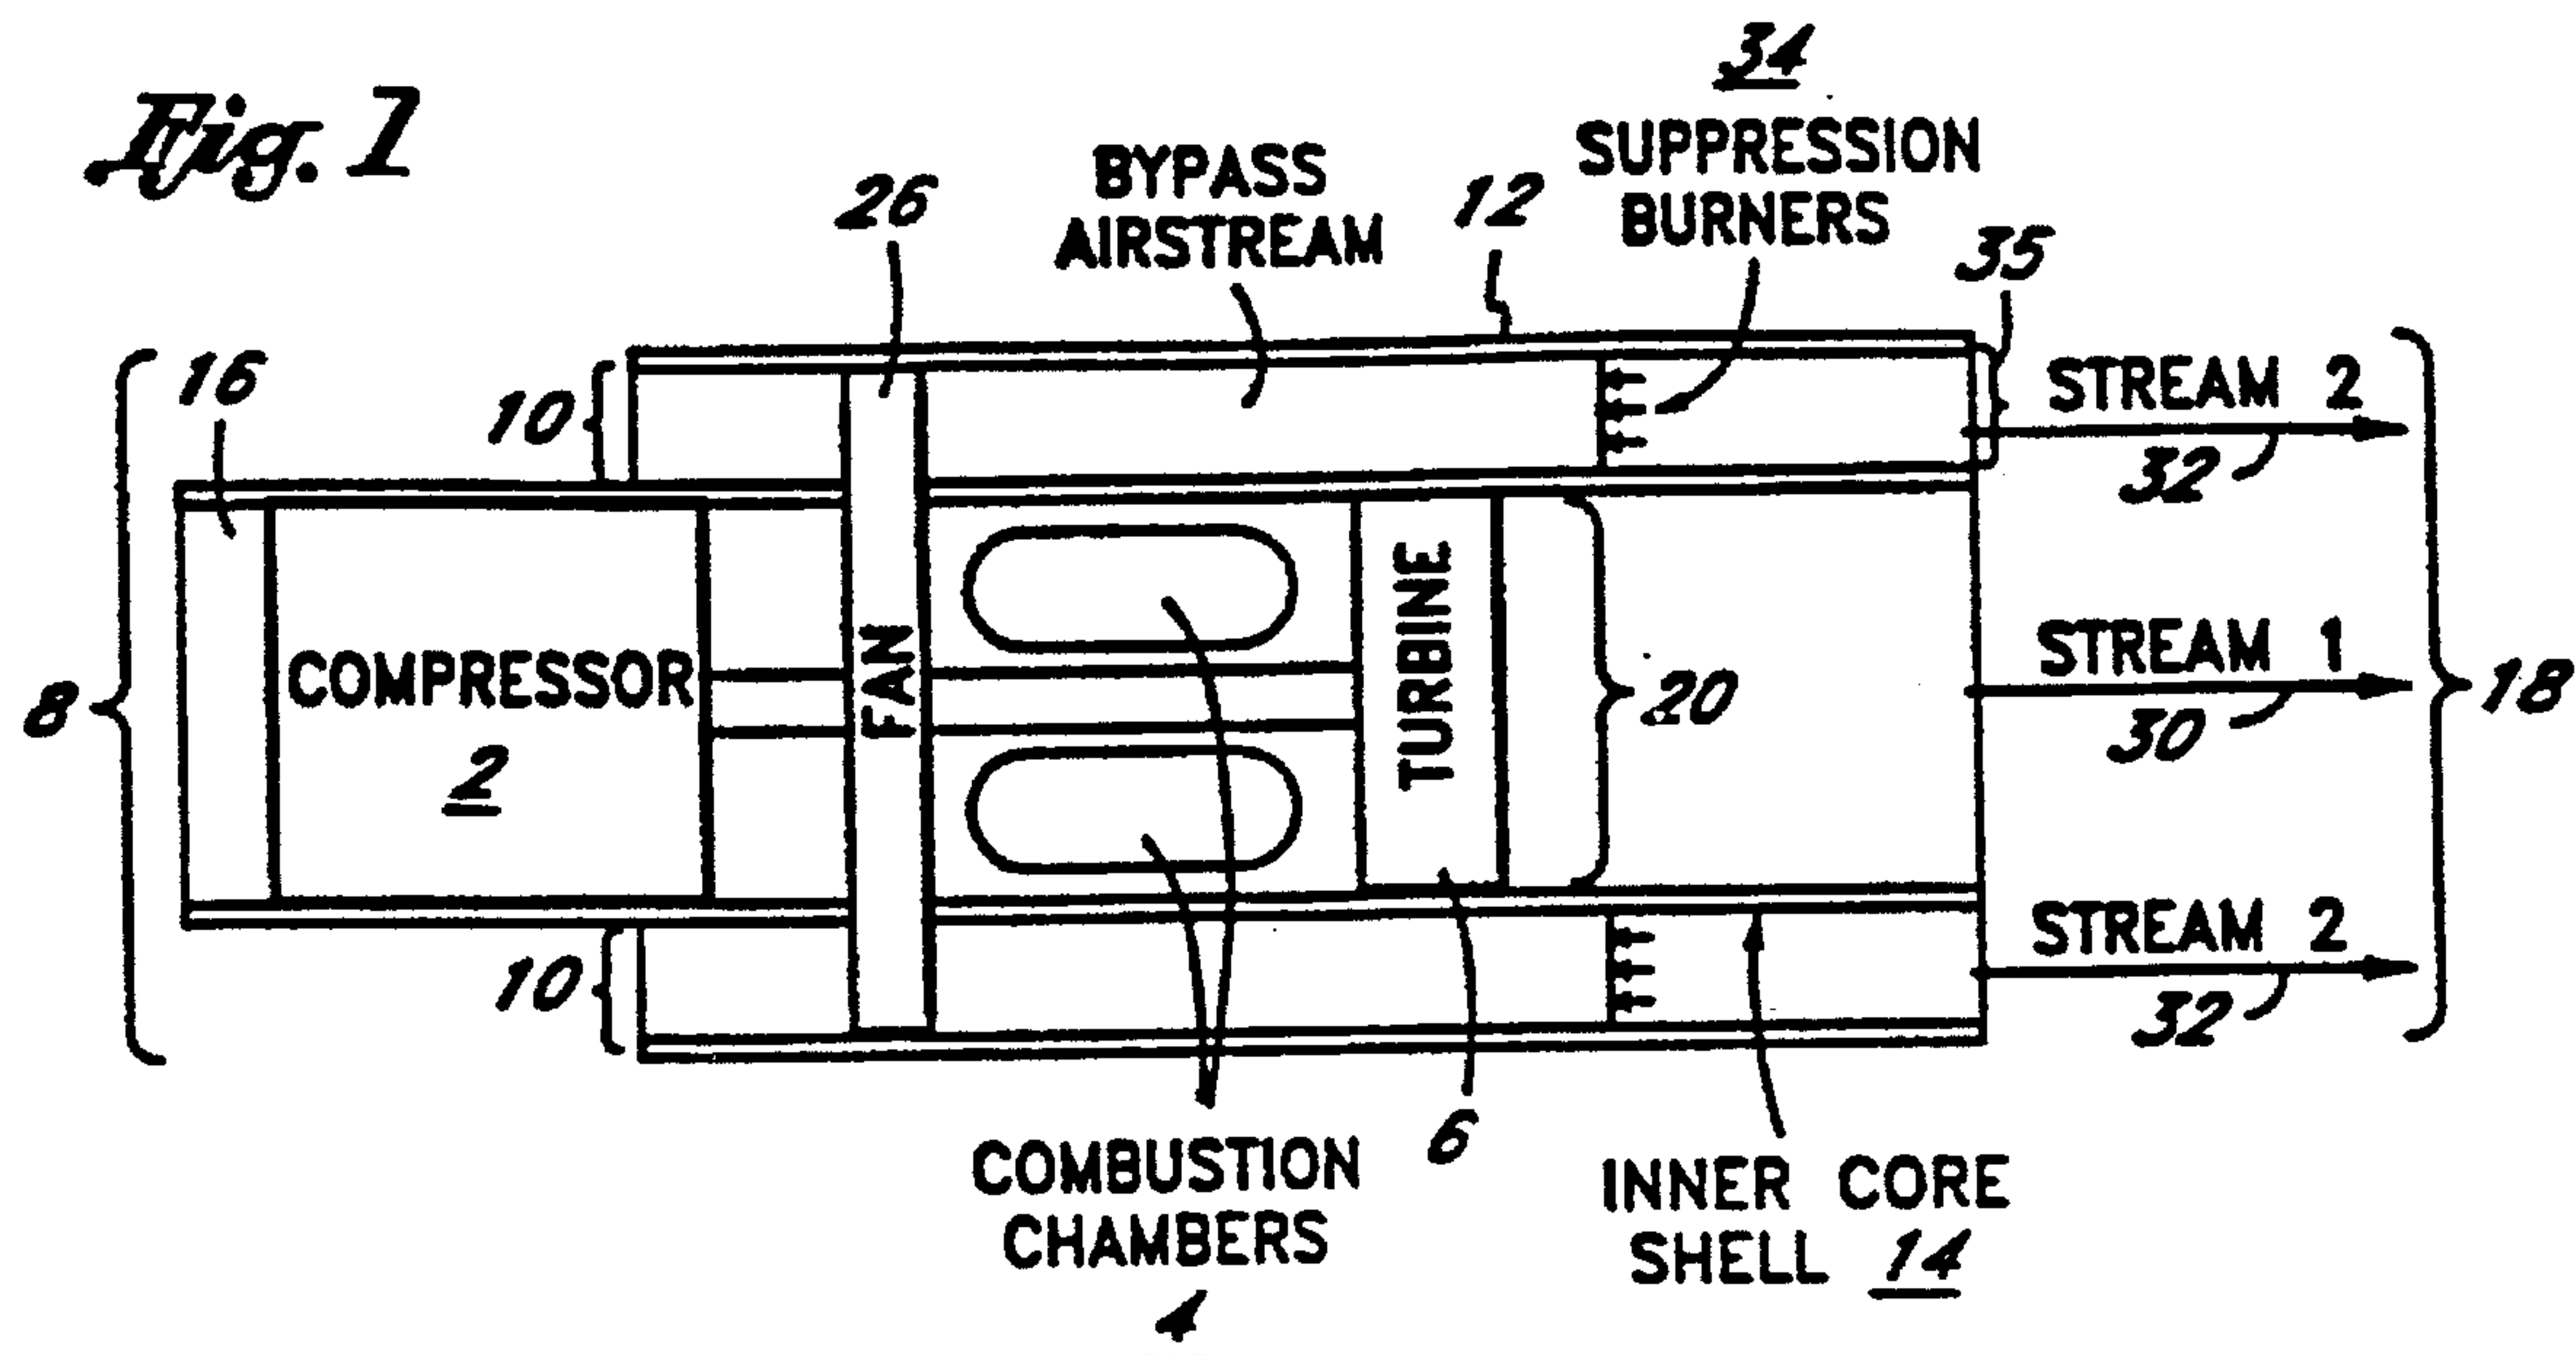 Fig. 1
34
SUPPRESSION
BURNERS
BYPASS
AIRSTREAM
26
12
35
16
10
STREAM 2
32
8
COMPRESSOR
2
FAN
TURBINE
20
STREAM 1
30
18
10
STREAM 2
32
6
COMBUSTION
CHAMBERS
4
INNER CORE
SHELL 14